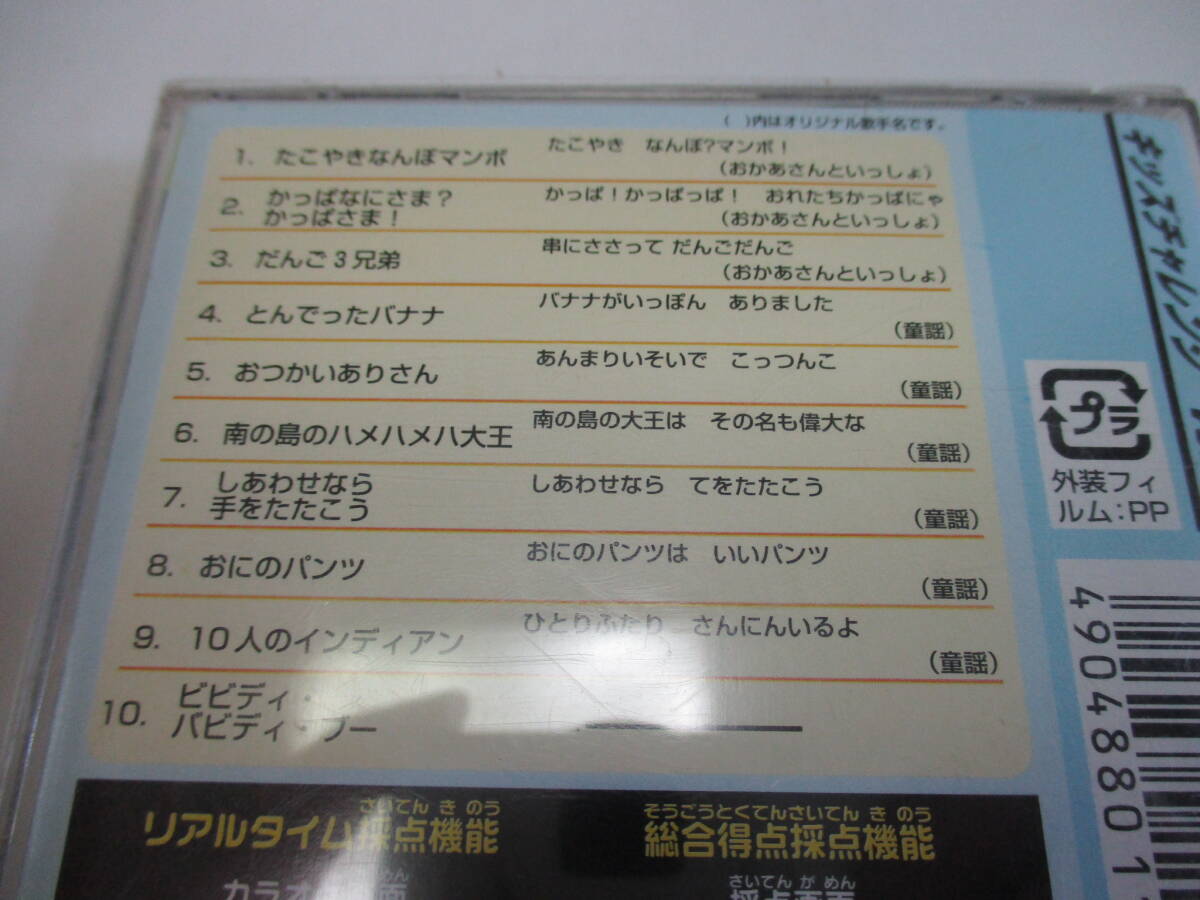 ( )内はオリジナル歌手名です。
1. たこやきなんぼマンボ たこやき なんぼ?マンボ!
(おかあさんといっしょ)
2. かっぱなにさま? かっぱ!かっぱっぱ! おれたちかっぱにゃ
かっぱさま! (おかあさんといっしょ)
3. だんご3兄弟 串にささって だんごだんご
(おかあさんといっしょ)
4. とんでったバナナ バナナがいっぽん ありました
(童謡)
5. おつかいありさん あんまりいそいで こっつんこ
(童謡)
6. 南の島のハメハメハ大王 南の島の大王は その名も偉大な
(童謡)
7. しあわせなら しあわせなら てをたたこう
手をたたこう (童謡)
8. おにのパンツ おにのパンツは いいパンツ
(童謡)
9. 10人のインディアン ひとりふたり さんにんいるよ
(童謡)
10. ビビディ・
バビディ・ブー
さいてん き のう
リアルタイム採点機能
そうごうとくてんさいてん き のう
総合得点採点機能
さいてん が めん
採点画面
キッズチャレンジ
プラ
外装フィ
ルム:PP
4904880